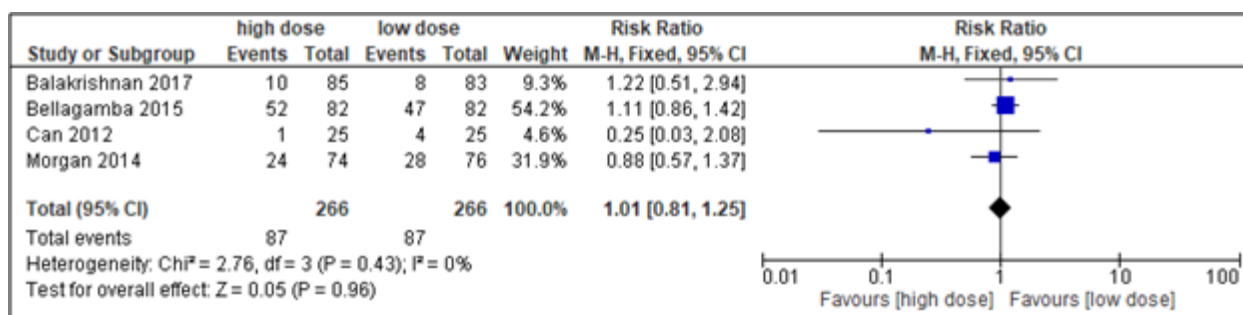 high dose low dose Risk Ratio Risk Ratio
Study or Subgroup Events Total Events Total Weight M-H, Fixed, 95% CI M-H, Fixed, 95% CI
Balakrishnan 2017 10 85 8 83 9.3% 1.22 [0.51, 2.94]
Bellagamba 2015 52 82 47 82 54.2% 1.11 [0.86, 1.42]
Can 2012 1 25 4 25 4.6% 0.25 [0.03, 2.08]
Morgan 2014 24 74 28 76 31.9% 0.88 [0.57, 1.37]
Total (95% CI) 266 266 100.0% 1.01 [0.81, 1.25]
Total events 87 87
Heterogeneity: Chi² = 2.76, df = 3 (P = 0.43); I² = 0%
Test for overall effect: Z = 0.05 (P = 0.96)
0.01 0.1 1 10 100
Favours [high dose] Favours [low dose]